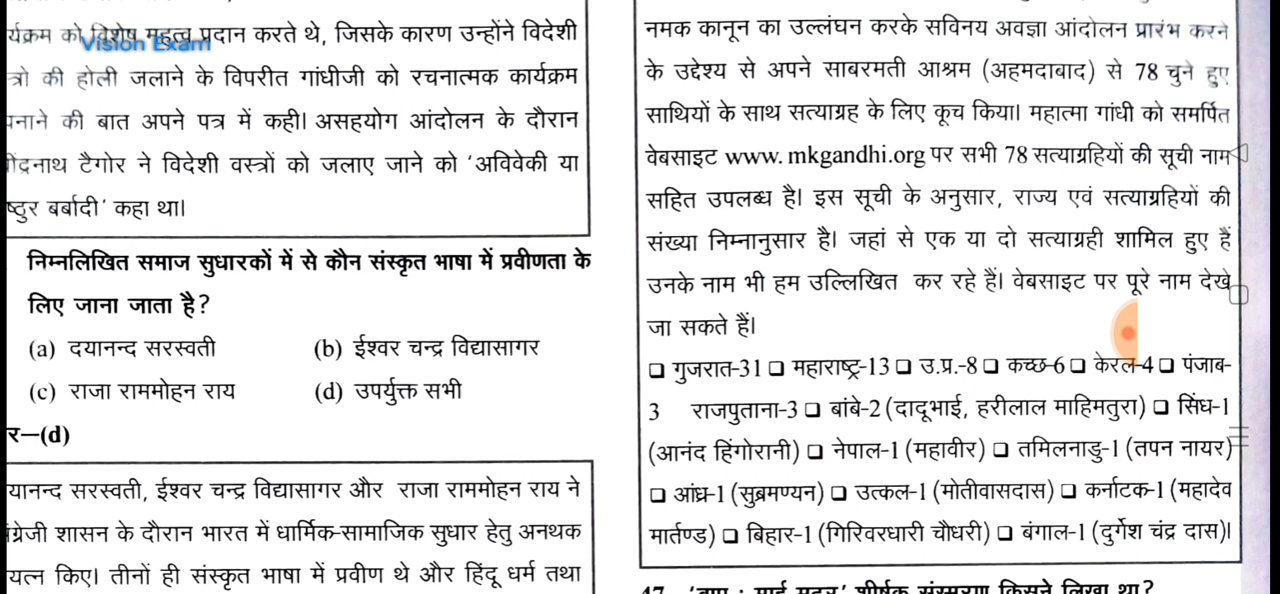 र्यक्रम को विशेष महत्व प्रदान करते थे, जिसके कारण उन्होंने विदेशी
Vision Exam
त्रो की होली जलाने के विपरीत गांधीजी को रचनात्मक कार्यक्रम
पनाने की बात अपने पत्र में कही। असहयोग आंदोलन के दौरान
वींद्रनाथ टैगोर ने विदेशी वस्त्रों को जलाए जाने को 'अविवेकी या
ष्ठुर बर्बादी' कहा था।
निम्नलिखित समाज सुधारकों में से कौन संस्कृत भाषा में प्रवीणता के
लिए जाना जाता है?
(a) दयानन्द सरस्वती (b) ईश्वर चन्द्र विद्यासागर
(c) राजा राममोहन राय (d) उपर्युक्त सभी
र—(d)
यानन्द सरस्वती, ईश्वर चन्द्र विद्यासागर और राजा राममोहन राय ने
ंग्रेजी शासन के दौरान भारत में धार्मिक-सामाजिक सुधार हेतु अनथक
यत्न किए। तीनों ही संस्कृत भाषा में प्रवीण थे और हिंदू धर्म तथा
नमक कानून का उल्लंघन करके सविनय अवज्ञा आंदोलन प्रारंभ करने
के उद्देश्य से अपने साबरमती आश्रम (अहमदाबाद) से 78 चुने हुए
साथियों के साथ सत्याग्रह के लिए कूच किया। महात्मा गांधी को समर्पित
वेबसाइट www. mkgandhi.org पर सभी 78 सत्याग्रहियों की सूची नाम
सहित उपलब्ध है। इस सूची के अनुसार, राज्य एवं सत्याग्रहियों की
संख्या निम्नानुसार है। जहां से एक या दो सत्याग्रही शामिल हुए हैं
उनके नाम भी हम उल्लिखित कर रहे हैं। वेबसाइट पर पूरे नाम देखे
जा सकते हैं।
❑ गुजरात-31 ❑ महाराष्ट्र-13 ❑ उ.प्र.-8 ❑ कच्छ-6 ❑ केरल-4 ❑ पंजाब-
3 राजपुताना-3 ❑ बांबे-2 (दादूभाई, हरीलाल माहिमतुरा) ❑ सिंध-1
(आनंद हिंगोरानी) ❑ नेपाल-1 (महावीर) ❑ तमिलनाडु-1 (तपन नायर)
❑ आंध्र-1 (सुब्रमण्यन) ❑ उत्कल-1 (मोतीवासदास) ❑ कर्नाटक-1 (महादेव
मार्तण्ड) ❑ बिहार-1 (गिरिवरधारी चौधरी) ❑ बंगाल-1 (दुर्गेश चंद्र दास)।
47. 'बापू : माई मदर' शीर्षक संस्मरण किसने लिखा था?